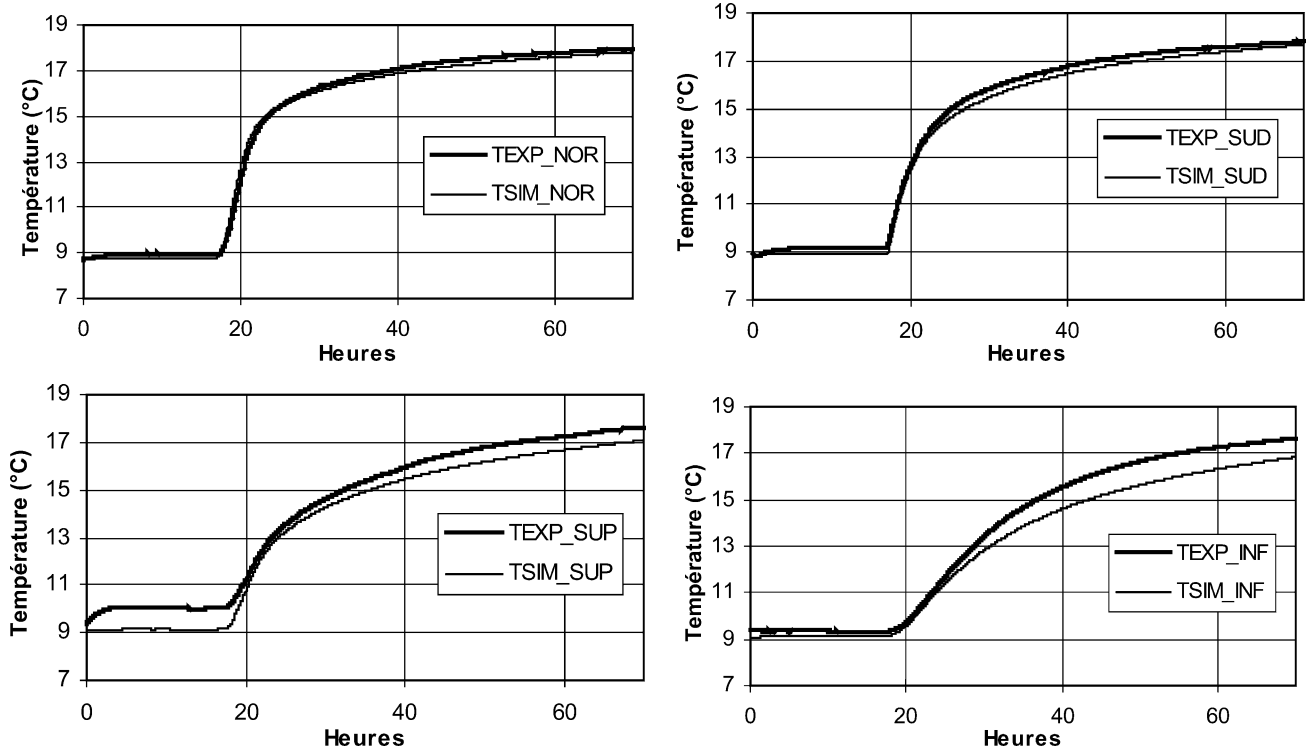 19
17
15
13
11
9
7
Température (°C)
TEXP_NOR
TSIM_NOR
0 20 40 60
Heures
19
17
15
13
11
9
7
Température (°C)
TEXP_SUD
TSIM_SUD
0 20 40 60
Heures
19
17
15
13
11
9
7
Température (°C)
TEXP_SUP
TSIM_SUP
0 20 40 60
Heures
19
17
15
13
11
9
7
Température (°C)
TEXP_INF
TSIM_INF
0 20 40 60
Heures